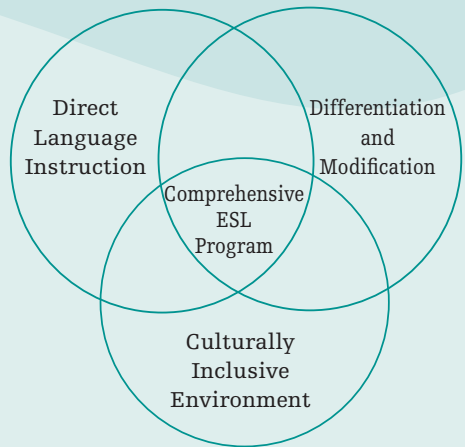 Direct
Language
Instruction
Differentiation
and
Modification
Comprehensive
ESL
Program
Culturally
Inclusive
Environment